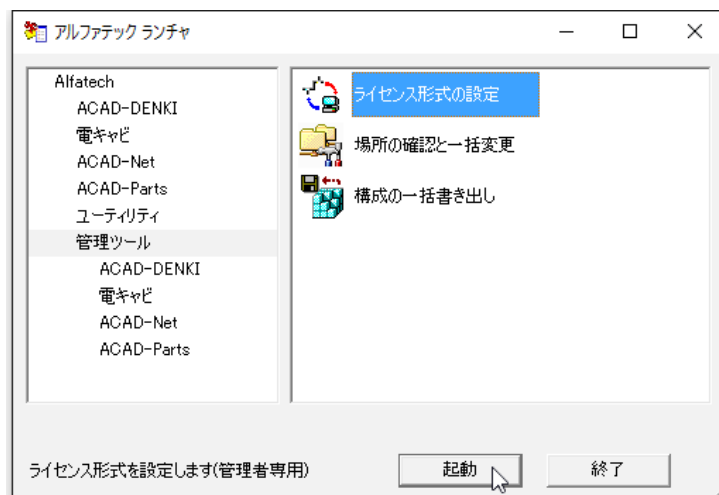 アルファテック ランチャ
Alfatech
ACAD-DENKI
電キャビ
ACAD-Net
ACAD-Parts
ユーティリティ
管理ツール
ACAD-DENKI
電キャビ
ACAD-Net
ACAD-Parts
ライセンス形式の設定
場所の確認と一括変更
構成の一括書き出し
ライセンス形式を設定します(管理者専用)
起動
終了